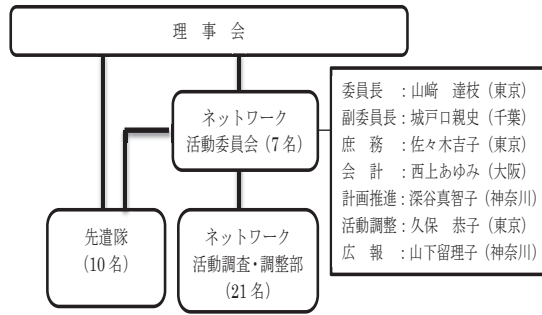 理 事 会
ネットワーク
活動委員会 (7名)
委員長 : 山﨑 達枝 (東京)
副委員長 : 城戸口親史 (千葉)
庶 務 : 佐々木吉子 (東京)
会 計 : 西上あゆみ (大阪)
計画推進 : 深谷真智子 (神奈川)
活動調整 : 久保 恭子 (東京)
広 報 : 山下留理子 (神奈川)
先遣隊
(10名)
ネットワーク
活動調査・調整部
(21名)